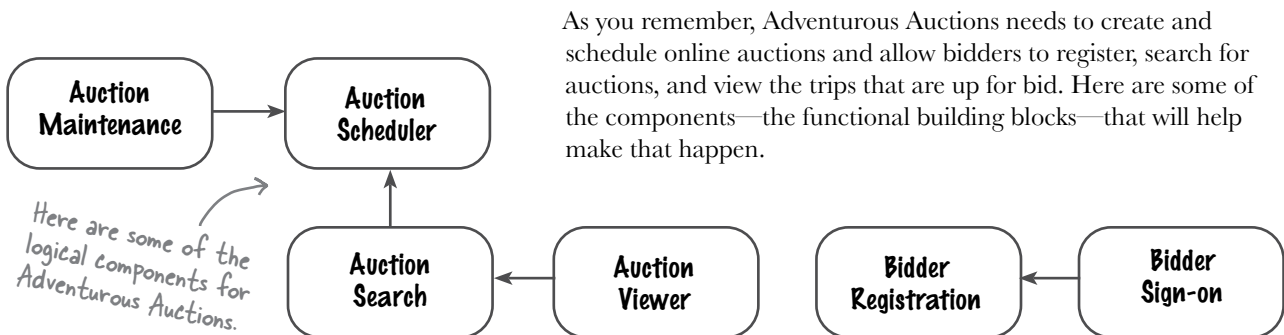 As you remember, Adventurous Auctions needs to create and
schedule online auctions and allow bidders to register, search for
auctions, and view the trips that are up for bid. Here are some of
the components—the functional building blocks—that will help
make that happen.
Auction
Maintenance
Auction
Scheduler
Here are some of the
logical components for
Adventurous Auctions.
Auction
Search
Auction
Viewer
Bidder
Registration
Bidder
Sign-on